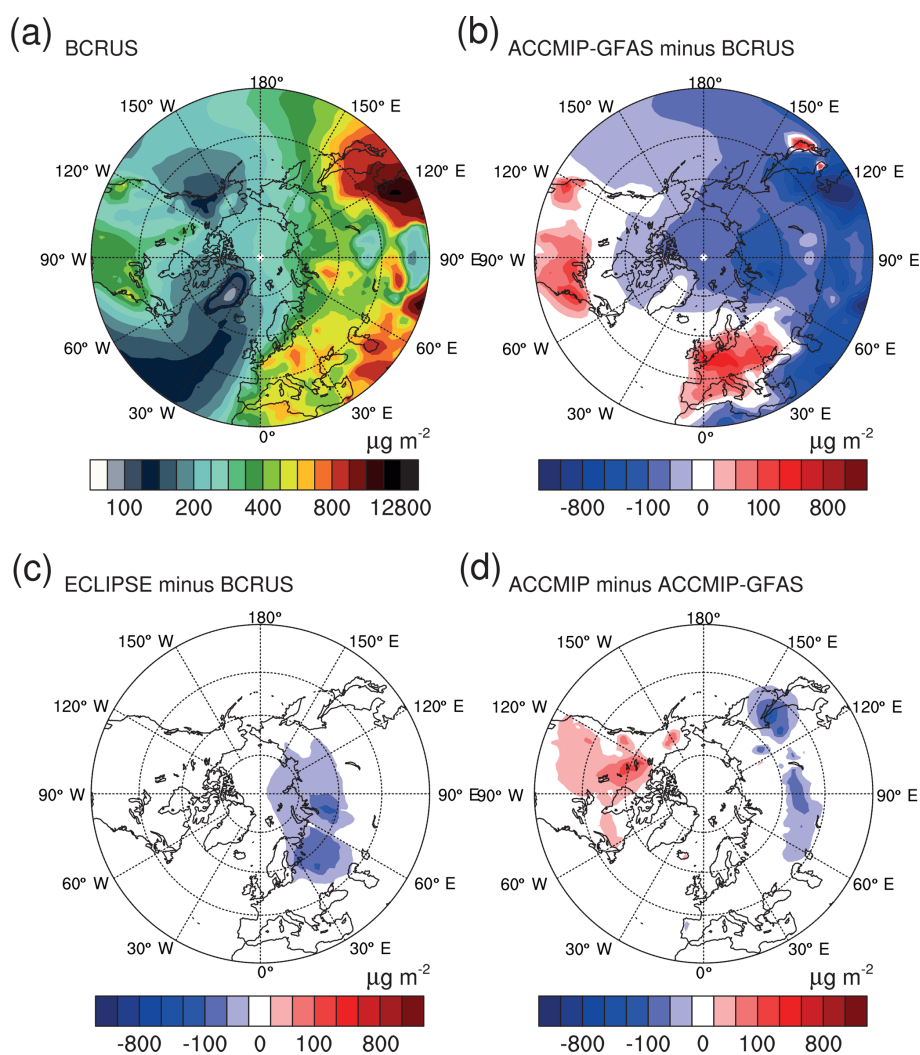 (a) BCRUS
(b) ACCMIP-GFAS minus BCRUS
180° 180°
150° W 150° E 150° W 150° E
120° W 120° E 120° W 120° E
90° W 90° E 90° W 90° E
60° W 60° E 60° W 60° E
30° W 30° E 30° W 30° E
0° 0°
μg m-2 μg m-2
100 200 400 800 12800
-800 -100 0 100 800
(c) ECLIPSE minus BCRUS
(d) ACCMIP minus ACCMIP-GFAS
180° 180°
150° W 150° E 150° W 150° E
120° W 120° E 120° W 120° E
90° W 90° E 90° W 90° E
60° W 60° E 60° W 60° E
30° W 30° E 30° W 30° E
0° 0°
μg m-2 μg m-2
-800 -100 0 100 800
-800 -100 0 100 800